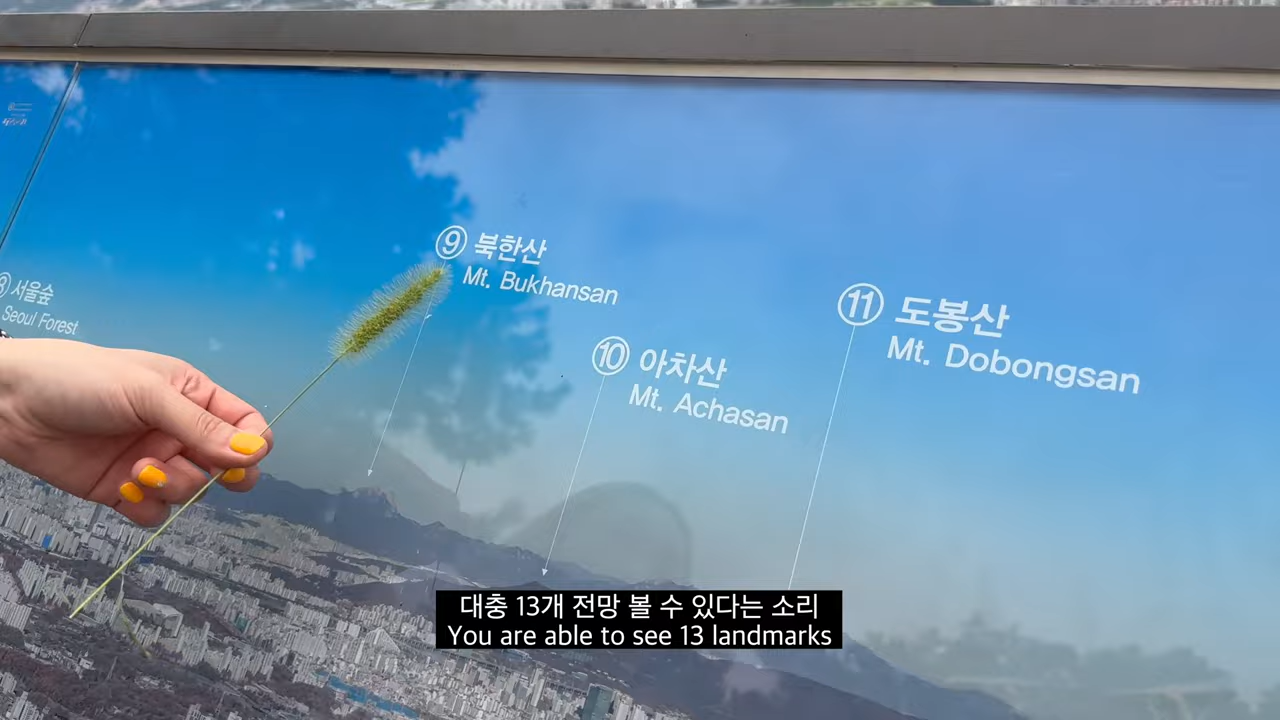 ⑧ 서울숲
Seoul Forest
⑨ 북한산
Mt. Bukhansan
⑩ 아차산
Mt. Achasan
⑪ 도봉산
Mt. Dobongsan
대충 13개 전망 볼 수 있다는 소리
You are able to see 13 landmarks